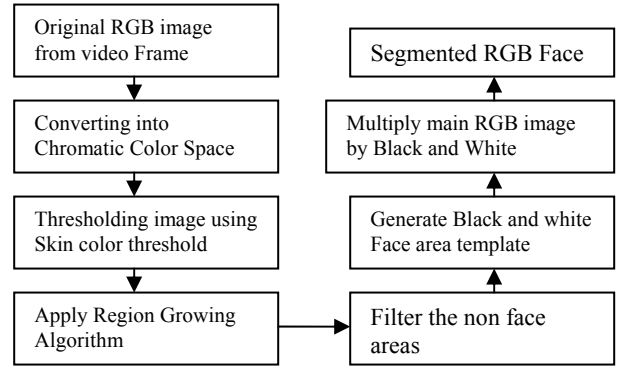 Original RGB image
from video Frame
Converting into
Chromatic Color Space
Thresholding image using
Skin color threshold
Apply Region Growing
Algorithm
Filter the non face
areas
Generate Black and white
Face area template
Multiply main RGB image
by Black and White
Segmented RGB Face